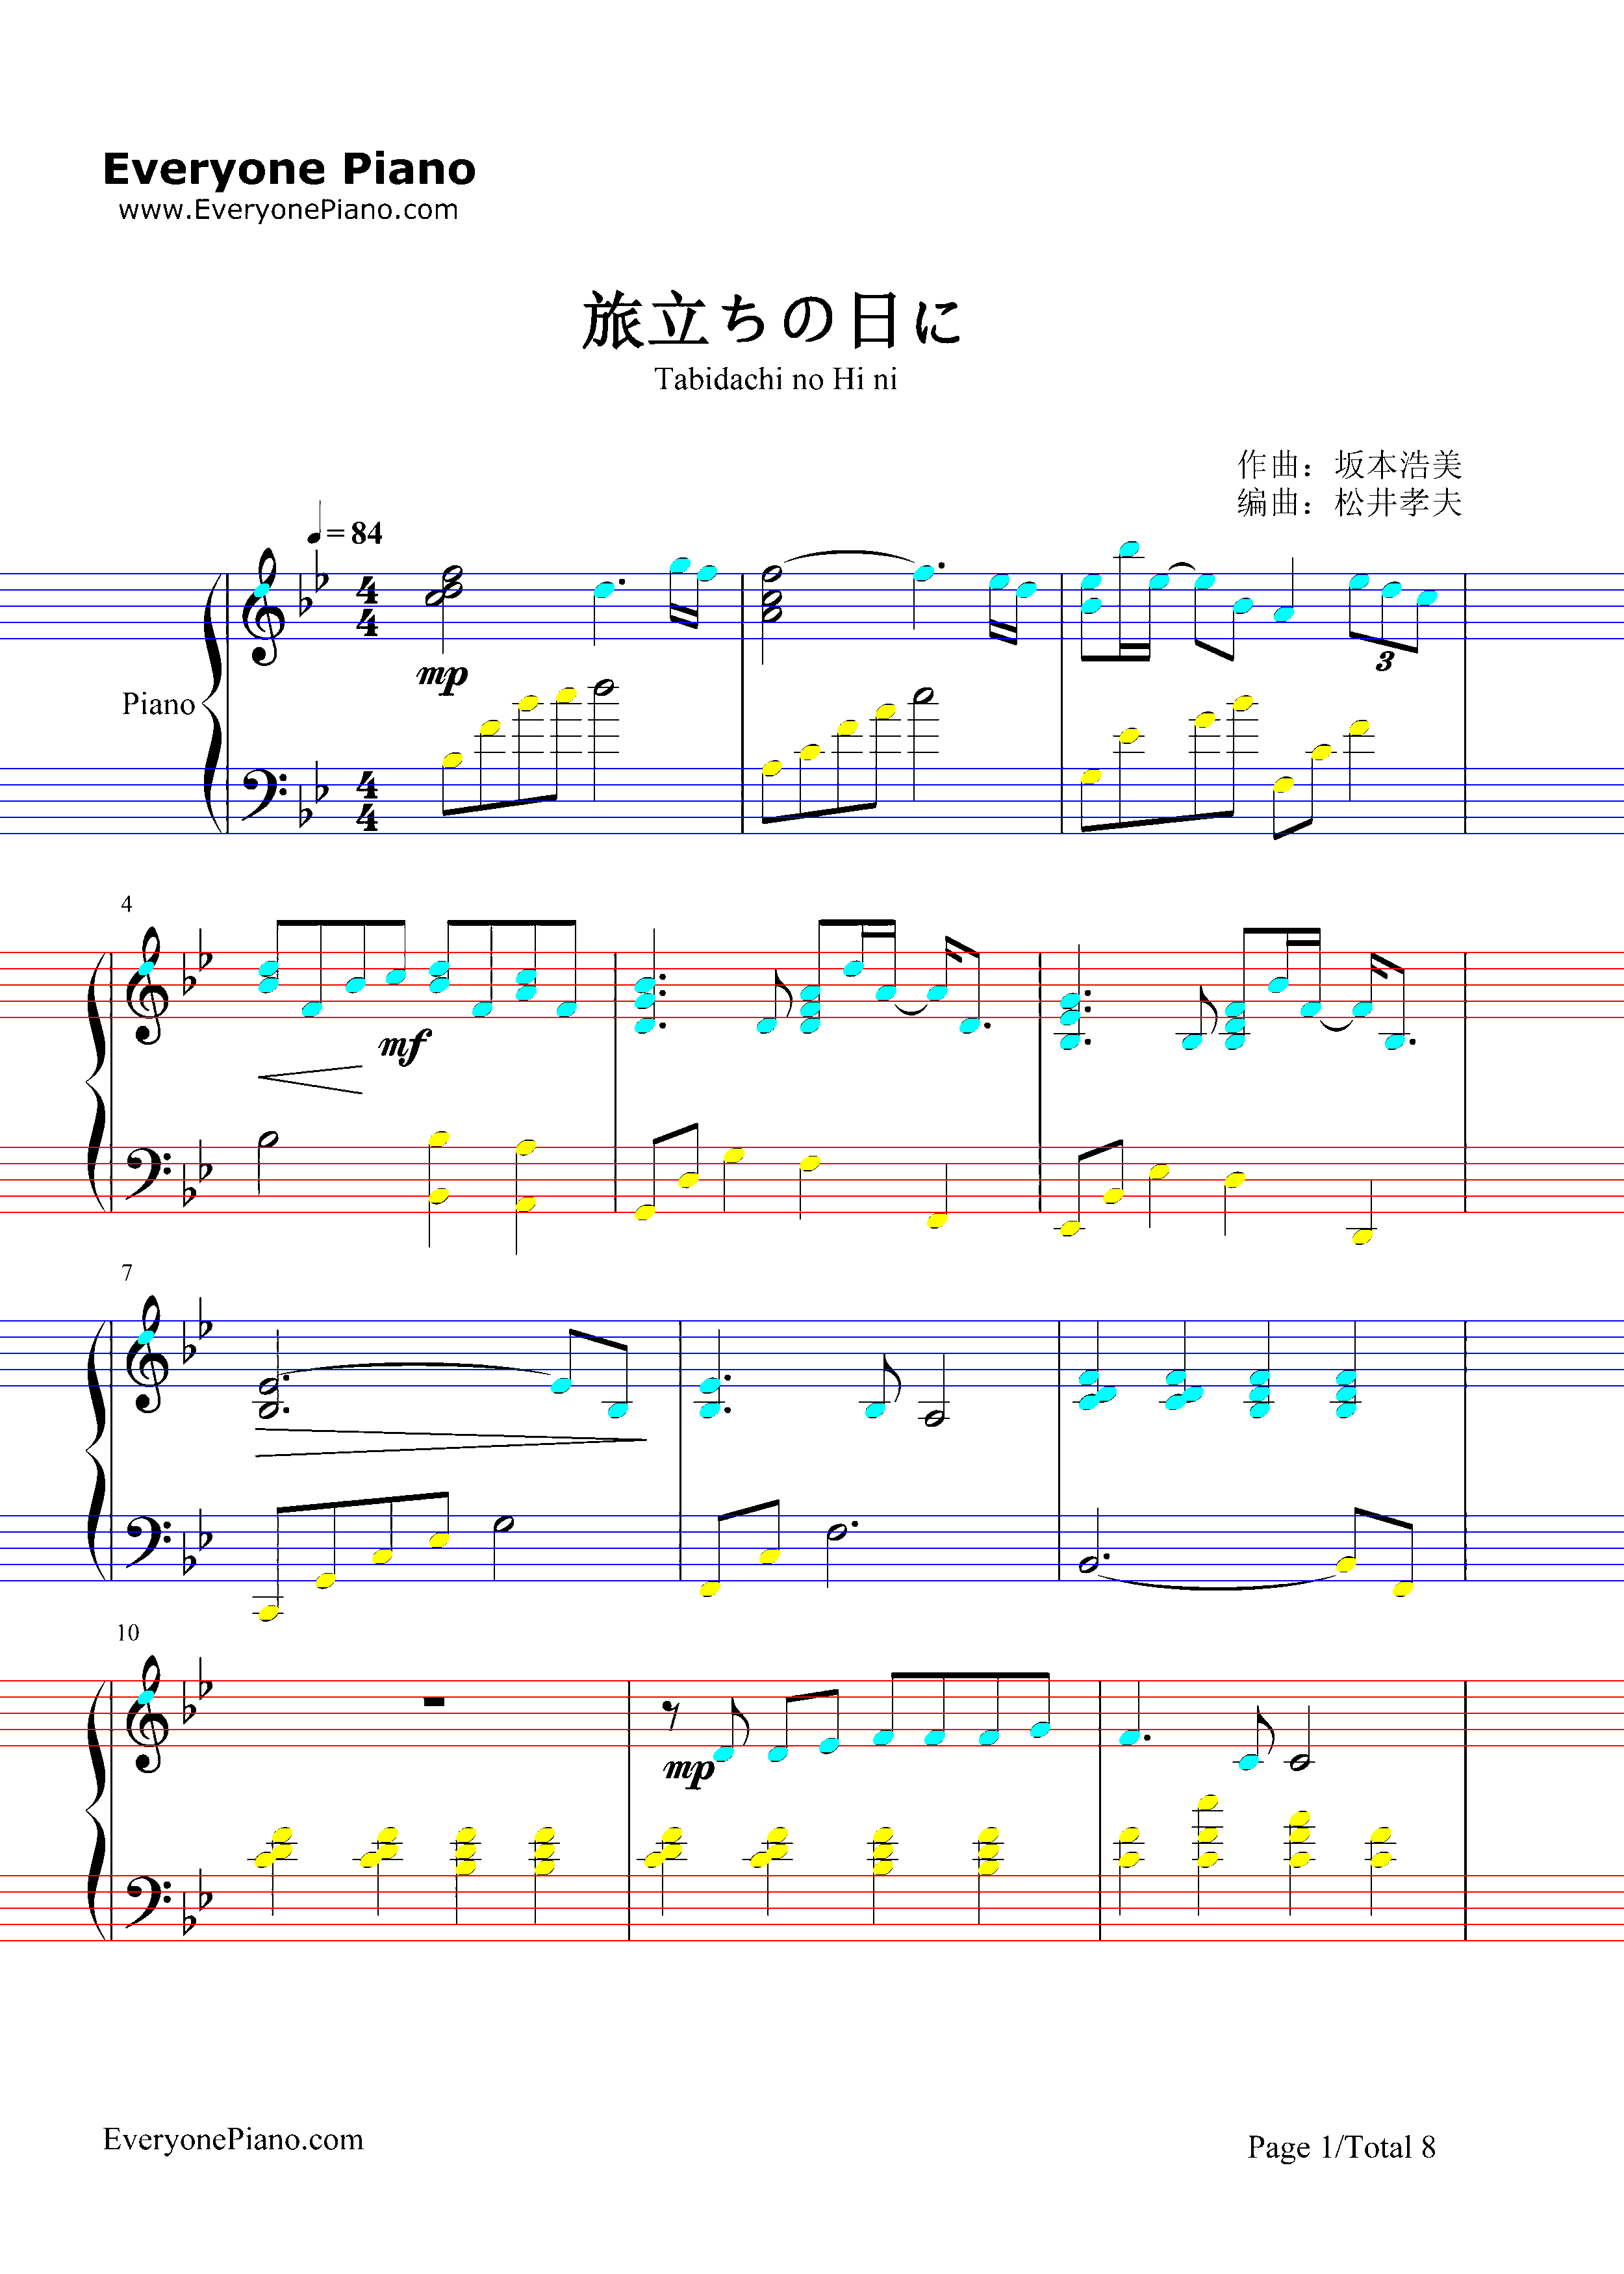 Everyone Piano
www.EveryonePiano.com
旅立ちの日に
Tabidachi no Hi ni
作曲：坂本浩美
编曲：松井孝夫
= 84
4
4
mp
3
Piano
4
4
4
mf
7
10
mp
EveryonePiano.com
Page 1/Total 8